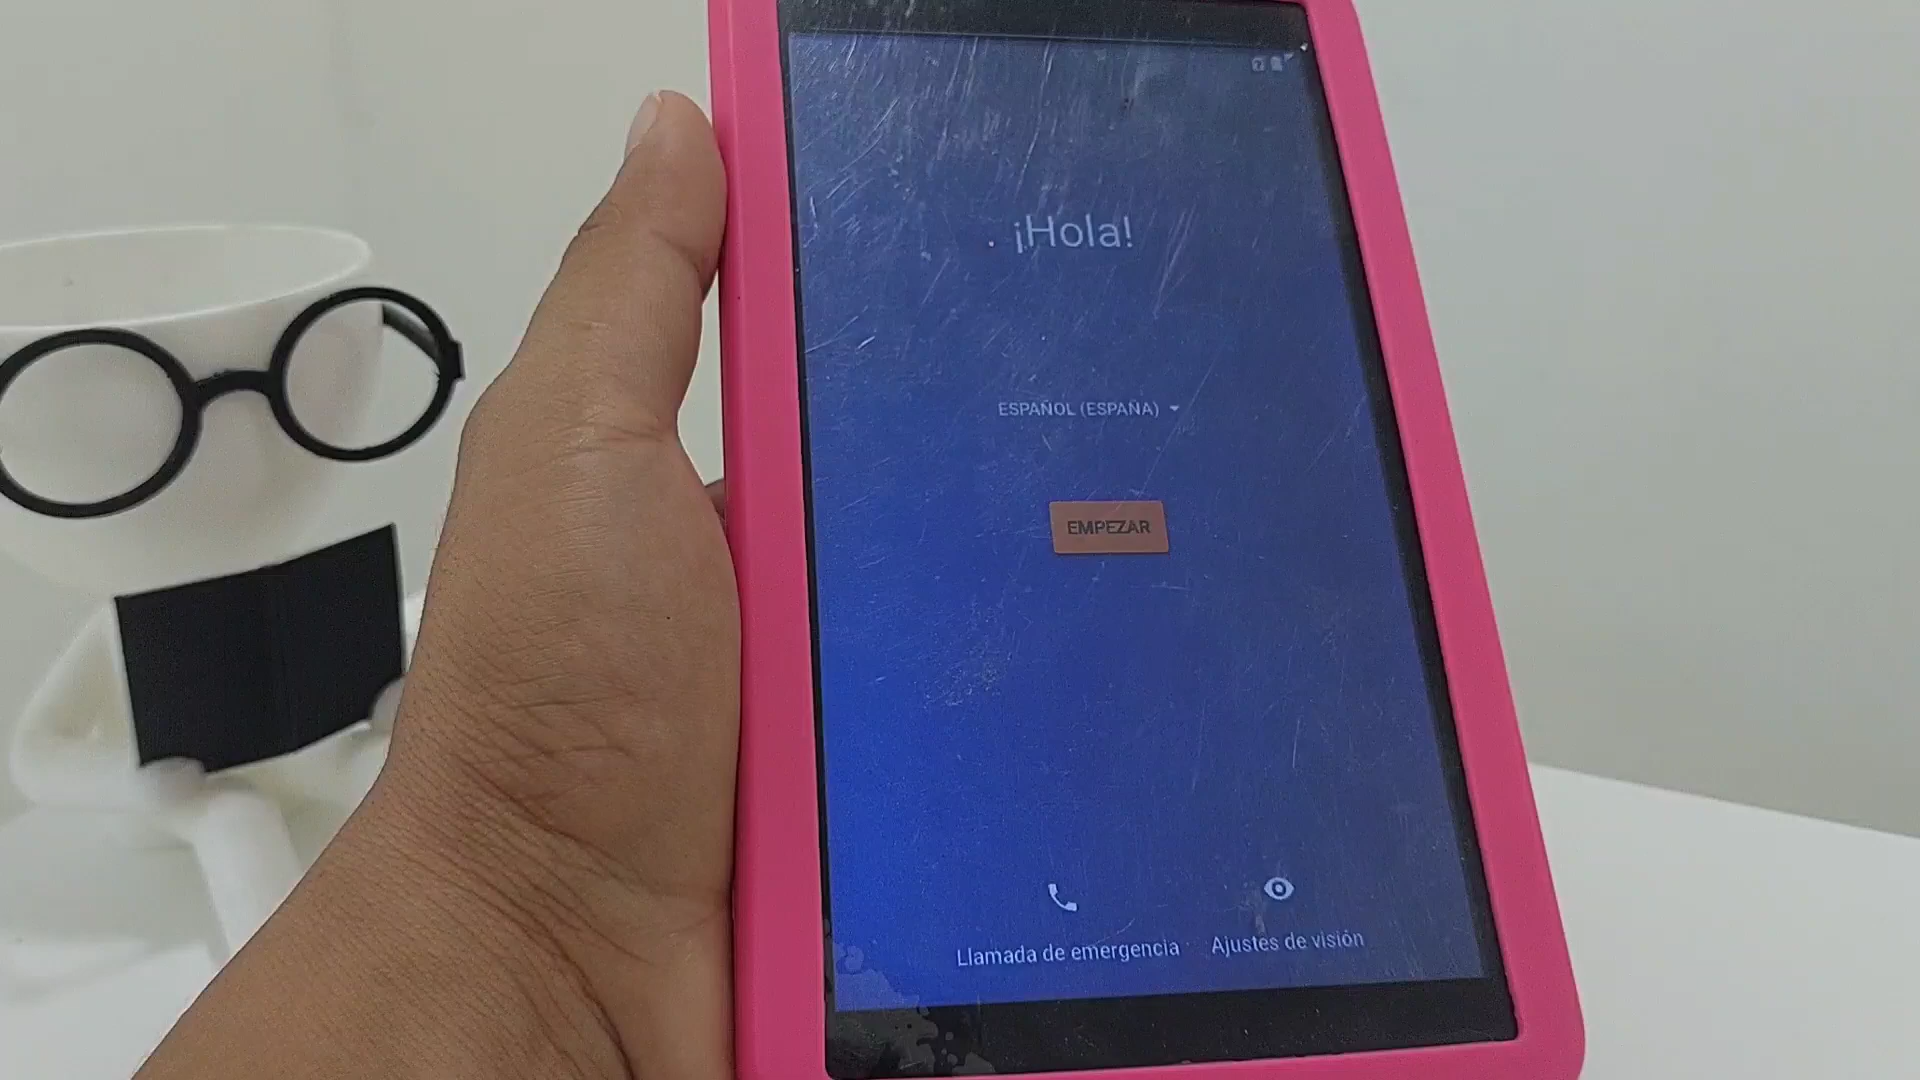 ¡Hola!
ESPAÑOL (ESPAÑA)
EMPEZAR
Llamada de emergencia
Ajustes de visión